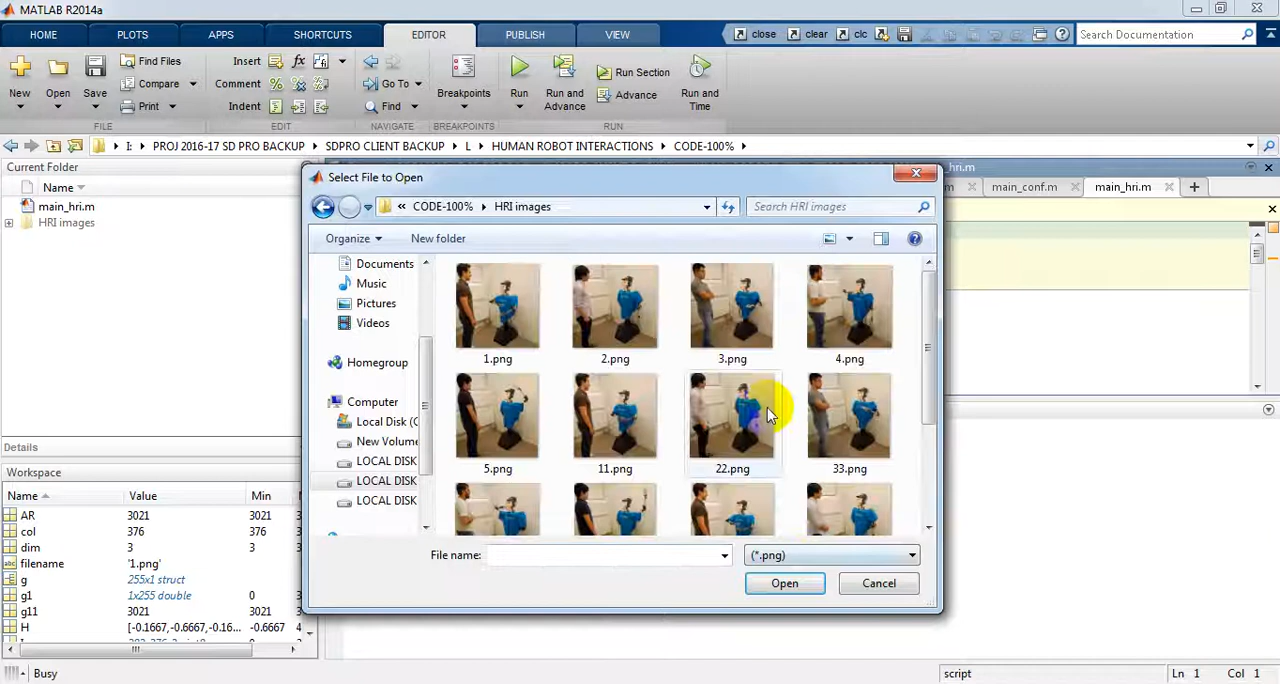 MATLAB R2014a
HOME PLOTS APPS SHORTCUTS EDITOR PUBLISH VIEW close clear clc Search Documentation
Find Files Insert fx Run Section
New Open Save Compare Comment Go To Breakpoints Run Run and Advance Advance Run and Time
Print Indent Find
FILE EDIT NAVIGATE BREAKPOINTS RUN
I: PROJ 2016-17 SD PRO BACKUP SDPRO CLIENT BACKUP L HUMAN ROBOT INTERACTIONS CODE-100%
Current Folder
Name
main_hri.m
HRI images
hri.m
m main_conf.m main_hri.m
Select File to Open
« CODE-100% HRI images Search HRI images
Organize New folder
Documents
Music
Pictures
Videos
Homegroup
Computer
Local Disk (C
New Volume
LOCAL DISK
LOCAL DISK
LOCAL DISK
1.png 2.png 3.png 4.png
5.png 11.png 22.png 33.png
File name: (*.png)
Open Cancel
Details
Workspace
Name Value Min
AR 3021 3021
col 376 376
dim 3 3
filename '1.png'
g 255x1 struct
g1 1x255 double 0
g11 3021 3021
H [-0.1667,-0.6667,-0.16... -0.6667
Busy
script Ln 1 Col 1